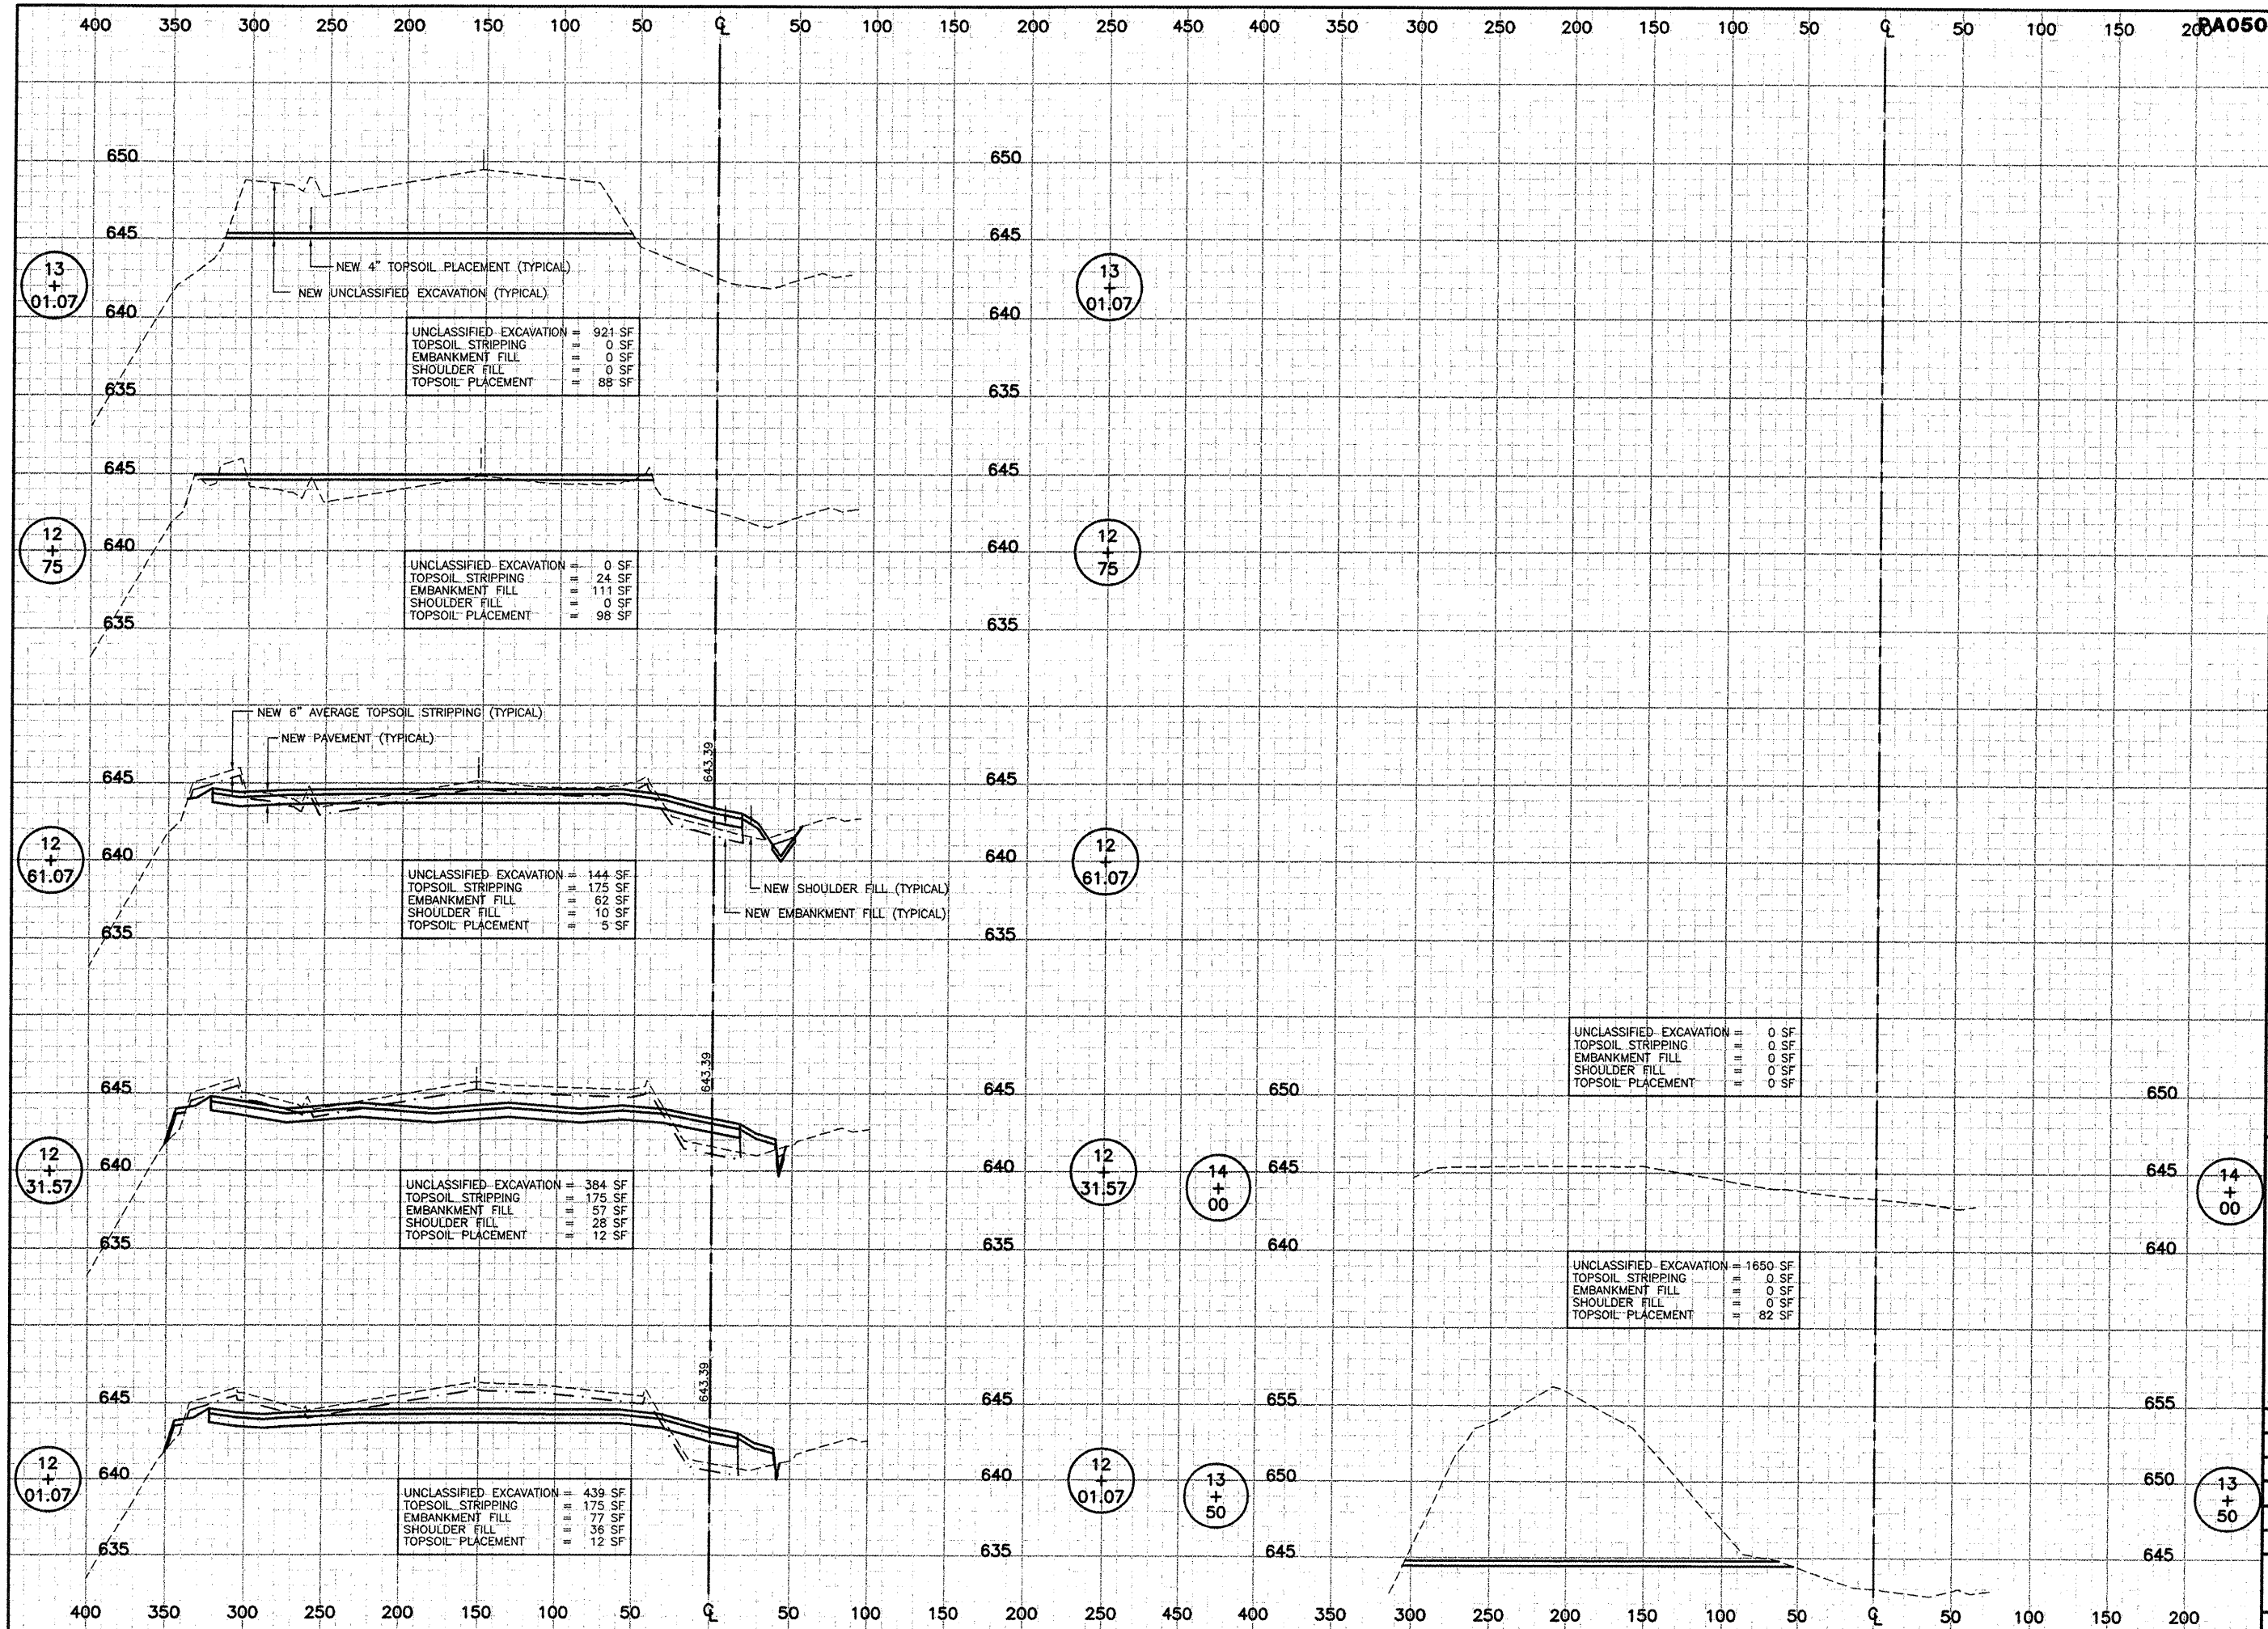 400 350 300 250 200 150 100 50 ℄ 50 100 150 200 250 450 400 350 300 250 200 150 100 50 ℄ 50 100 150 200 PA050
650 650
645 645
NEW 4" TOPSOIL PLACEMENT (TYPICAL)
NEW UNCLASSIFIED EXCAVATION (TYPICAL)
13
+
01.07
13
+
01.07
640 640
UNCLASSIFIED EXCAVATION = 921 SF
TOPSOIL STRIPPING = 0 SF
EMBANKMENT FILL = 0 SF
SHOULDER FILL = 0 SF
TOPSOIL PLACEMENT = 88 SF
635 635
645 645
12
+
75
12
+
75
640 640
UNCLASSIFIED EXCAVATION = 0 SF
TOPSOIL STRIPPING = 24 SF
EMBANKMENT FILL = 111 SF
SHOULDER FILL = 0 SF
TOPSOIL PLACEMENT = 98 SF
635 635
NEW 6" AVERAGE TOPSOIL STRIPPING (TYPICAL)
NEW PAVEMENT (TYPICAL)
643.39
645 645
12
+
61.07
12
+
61.07
640 640
UNCLASSIFIED EXCAVATION = 144 SF
TOPSOIL STRIPPING = 175 SF
EMBANKMENT FILL = 62 SF
SHOULDER FILL = 10 SF
TOPSOIL PLACEMENT = 5 SF
NEW SHOULDER FILL (TYPICAL)
NEW EMBANKMENT FILL (TYPICAL)
635 635
643.39
645 645
12
+
31.57
12
+
31.57
640 640
UNCLASSIFIED EXCAVATION = 384 SF
TOPSOIL STRIPPING = 175 SF
EMBANKMENT FILL = 57 SF
SHOULDER FILL = 28 SF
TOPSOIL PLACEMENT = 12 SF
635 635
643.39
645 645
12
+
01.07
12
+
01.07
640 640
UNCLASSIFIED EXCAVATION = 439 SF
TOPSOIL STRIPPING = 175 SF
EMBANKMENT FILL = 77 SF
SHOULDER FILL = 36 SF
TOPSOIL PLACEMENT = 12 SF
635 635
UNCLASSIFIED EXCAVATION = 0 SF
TOPSOIL STRIPPING = 0 SF
EMBANKMENT FILL = 0 SF
SHOULDER FILL = 0 SF
TOPSOIL PLACEMENT = 0 SF
650 650
645 645
14
+
00
14
+
00
640 640
UNCLASSIFIED EXCAVATION = 1650 SF
TOPSOIL STRIPPING = 0 SF
EMBANKMENT FILL = 0 SF
SHOULDER FILL = 0 SF
TOPSOIL PLACEMENT = 82 SF
655 655
650 650
13
+
50
13
+
50
645 645
400 350 300 250 200 150 100 50 ℄ 50 100 150 200 250 450 400 350 300 250 200 150 100 50 ℄ 50 100 150 200